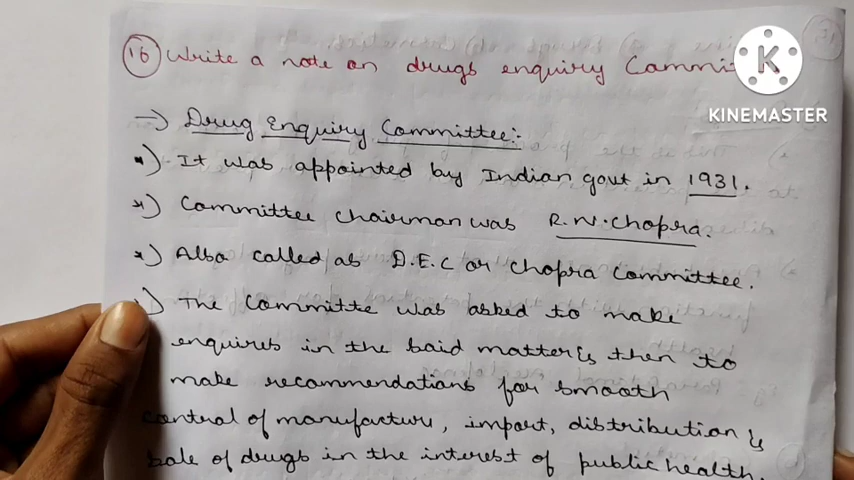 16 Write a note on drugs enquiry Commit
K
KINEMASTER
→ Drug Enquiry Committee:-
*) It was appointed by Indian govt in 1931.
*) Committee chairman was R.N. Chopra.
*) Also called as D.E.C or Chopra Committee.
*) The Committe was asked to make
enquires in the said matter & then to
make recommendations for smooth
control of manufacture, import, distribution &
sale of drugs in the interest of public health.